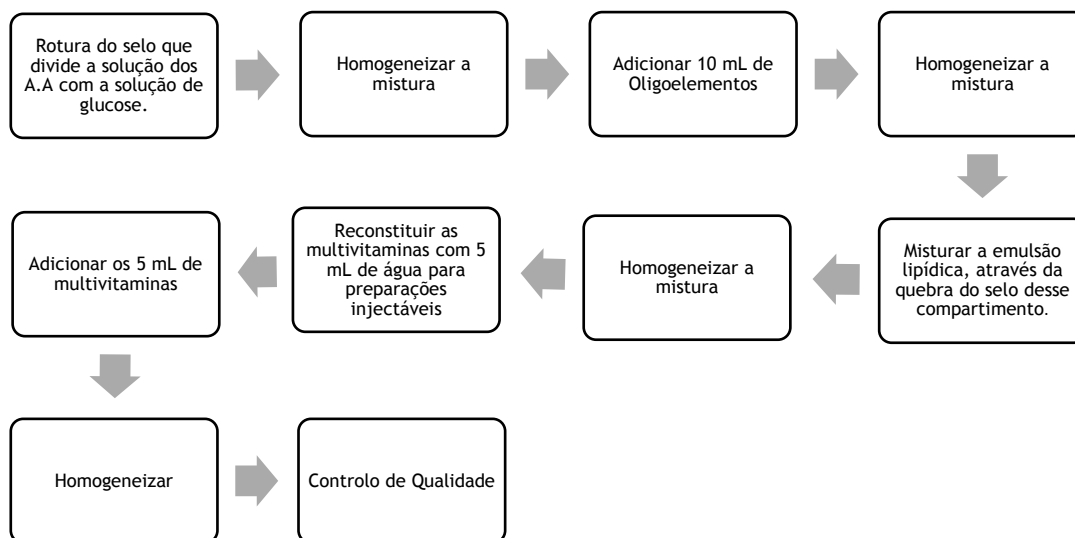 Rotura do selo que
divide a solução dos
A.A com a solução de
glucose.
Homogeneizar a
mistura
Adicionar 10 mL de
Oligoelementos
Homogeneizar a
mistura
Misturar a emulsão
lipídica, através da
quebra do selo desse
compartimento.
Homogeneizar a
mistura
Reconstituir as
multivitaminas com 5
mL de água para
preparações
injectáveis
Adicionar os 5 mL de
multivitaminas
Homogeneizar
Controlo de Qualidade